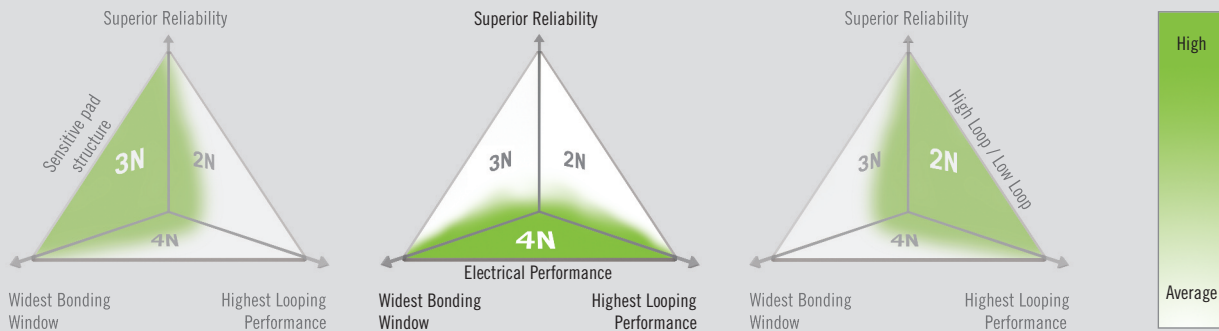 Superior Reliability
Sensitive pad
structure
3N
2N
4N
Widest Bonding
Window
Highest Looping
Performance
Superior Reliability
3N
2N
4N
Electrical Performance
Widest Bonding
Window
Highest Looping
Performance
Superior Reliability
High Loop / Low Loop
3N
2N
4N
Widest Bonding
Window
Highest Looping
Performance
High
Average